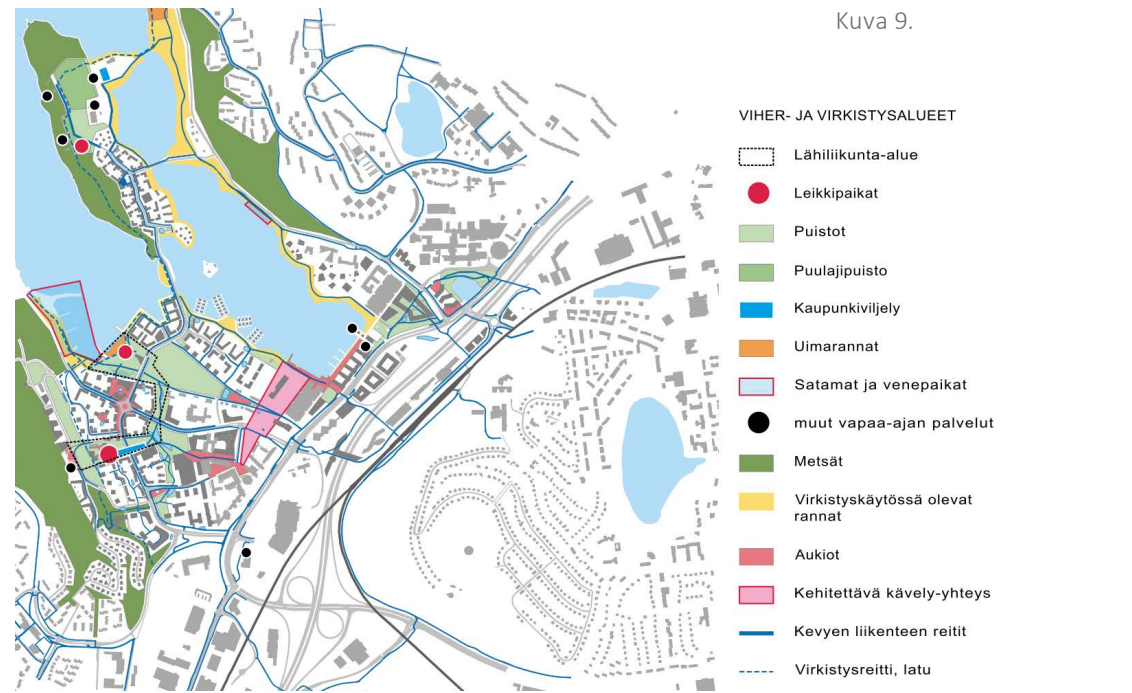 Kuva 9.
VIHER- JA VIRKISTYSALUEET
Lähiliikunta-alue
Leikkipaikat
Puistot
Puulajipuisto
Kaupunkiviljely
Uimarannat
Satamat ja venepaikat
muut vapaa-ajan palvelut
Metsät
Virkistyskäytössä olevat
rannat
Aukiot
Kehitettävä kävely-yhteys
Kevyen liikenteen reitit
Virkistysreitti, latu